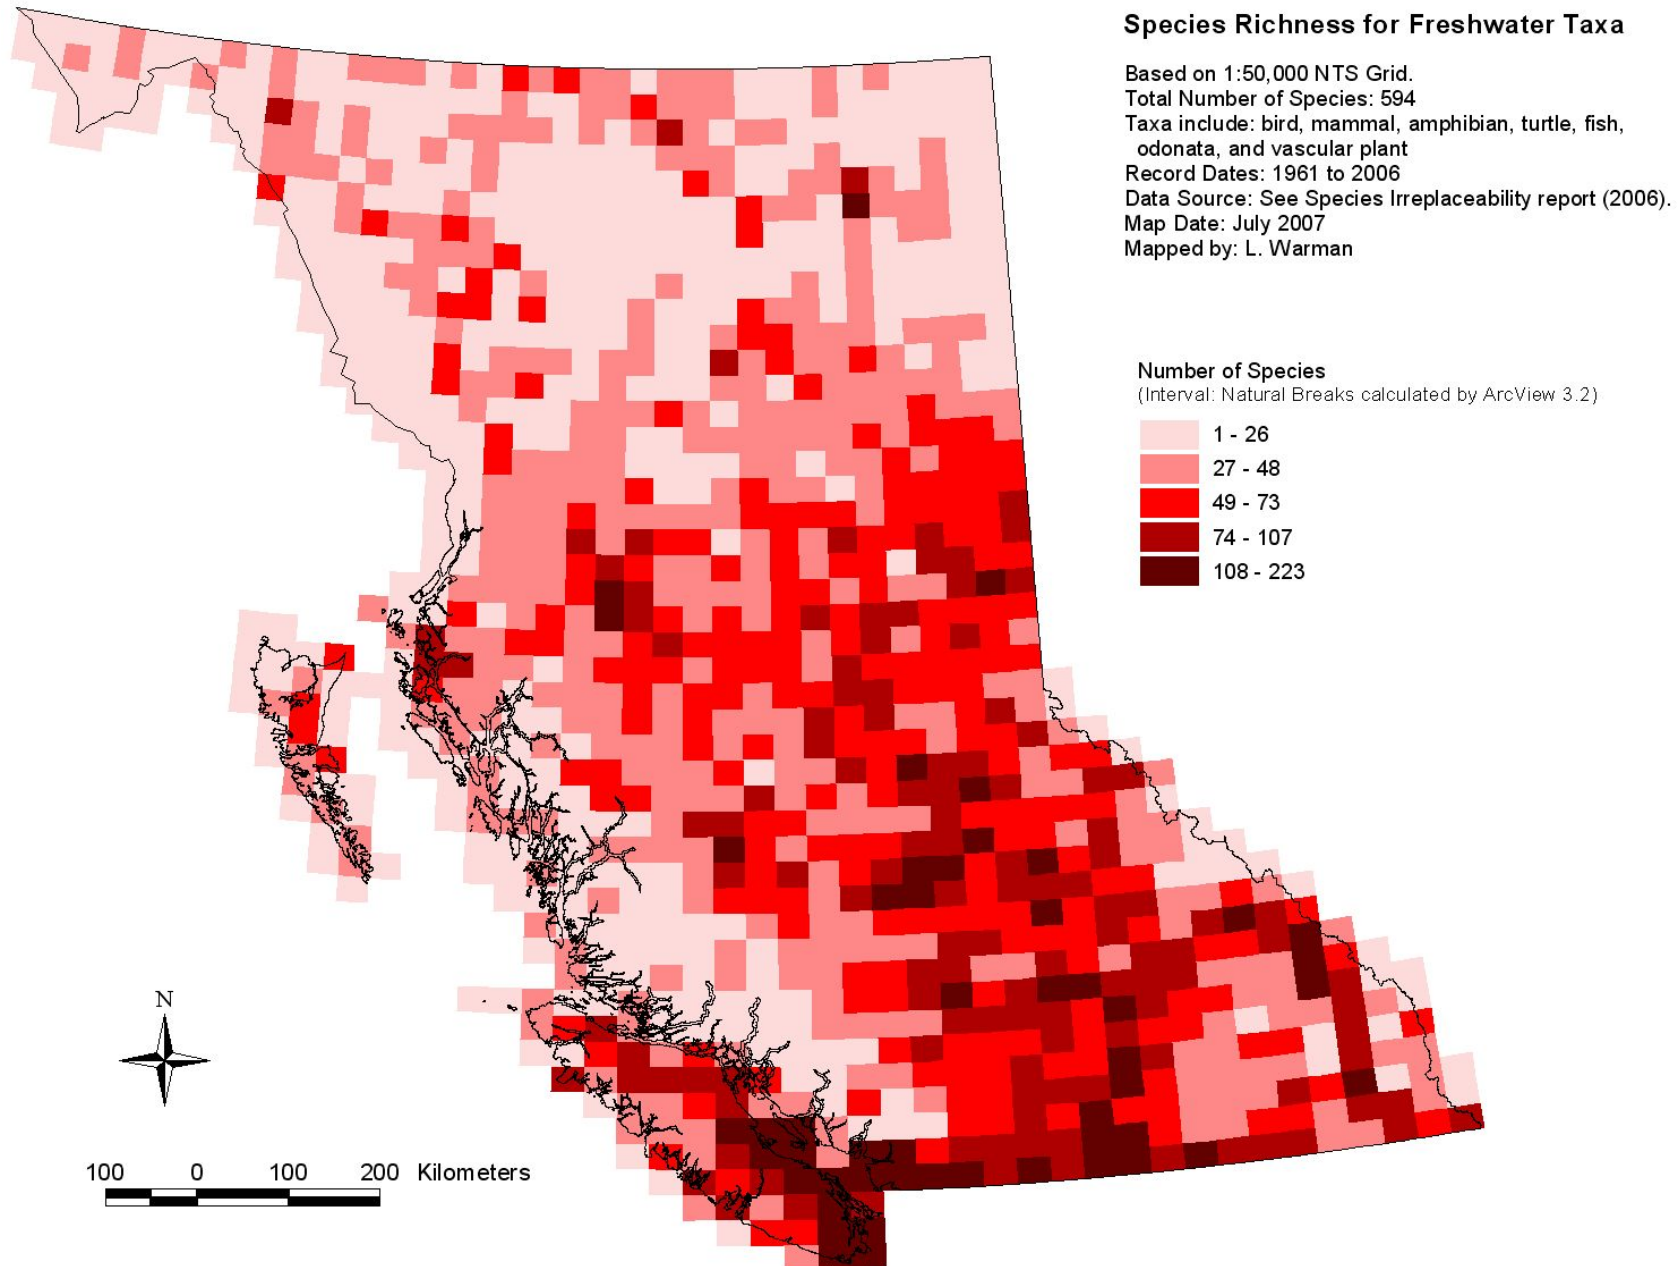 Species Richness for Freshwater Taxa
Based on 1:50,000 NTS Grid.
Total Number of Species: 594
Taxa include: bird, mammal, amphibian, turtle, fish,
odonata, and vascular plant
Record Dates: 1961 to 2006
Data Source: See Species Irreplaceability report (2006).
Map Date: July 2007
Mapped by: L. Warman
Number of Species
(Interval: Natural Breaks calculated by ArcView 3.2)
1 - 26
27 - 48
49 - 73
74 - 107
108 - 223
N
100 0 100 200 Kilometers